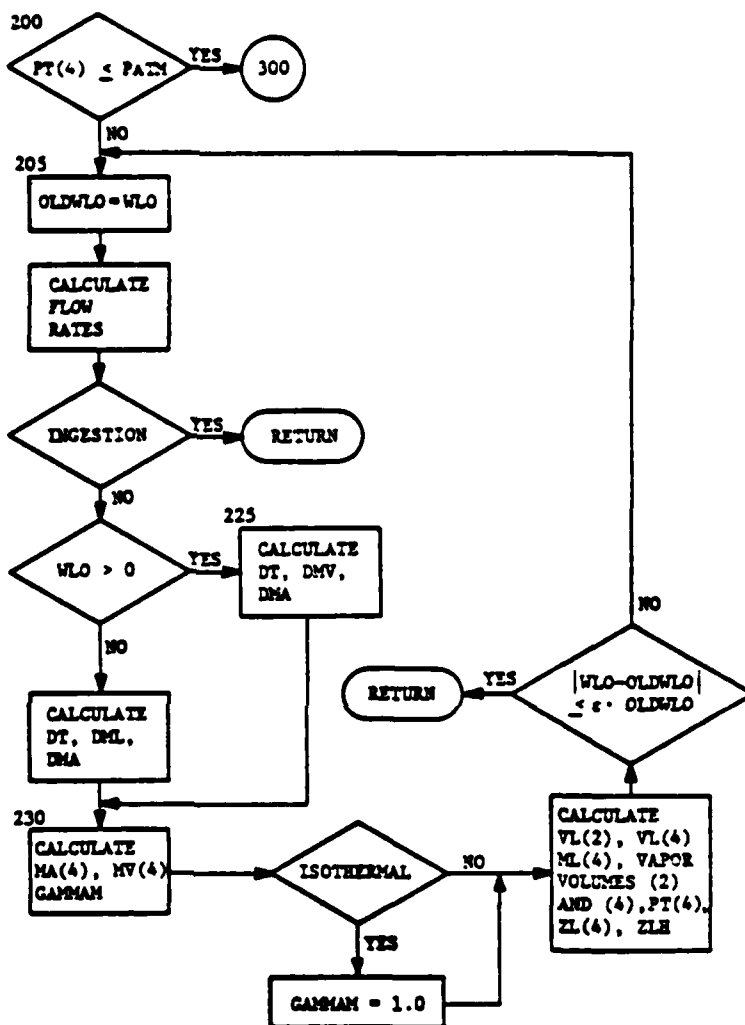 200
PT(4) ≤ PATM
YES
300
NO
205
OLDWLO = WLO
CALCULATE
FLOW
RATES
INGESTION
YES
RETURN
NO
225
WLO > 0
YES
CALCULATE
DT, DMV,
DMA
NO
NO
CALCULATE
DT, DML,
DMA
RETURN
YES
|WLO-OLDWLO|
≤ ε· OLDWLO
230
CALCULATE
MA(4), MV(4)
GAMMAM
ISOTHERMAL
NO
CALCULATE
VL(2), VL(4)
ML(4), VAPOR
VOLUMES (2)
AND (4), PT(4),
ZL(4), ZLH
YES
GAMMAM = 1.0